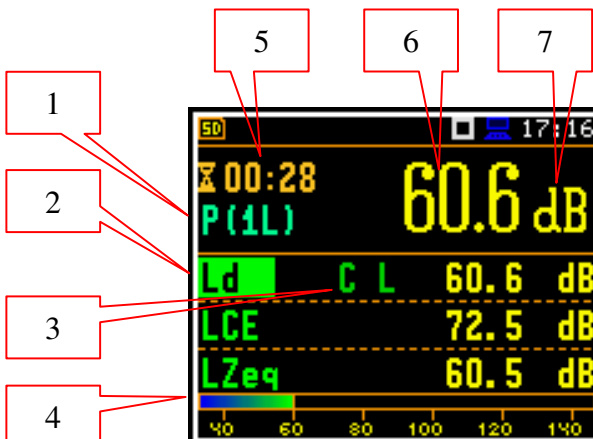 5 6 7
1
SD 17:16
00:28 60.6 dB
2
P(1L)
Ld C L 60.6 dB
3
LCE 72.5 dB
LZeq 60.5 dB
4
40 60 80 100 120 140